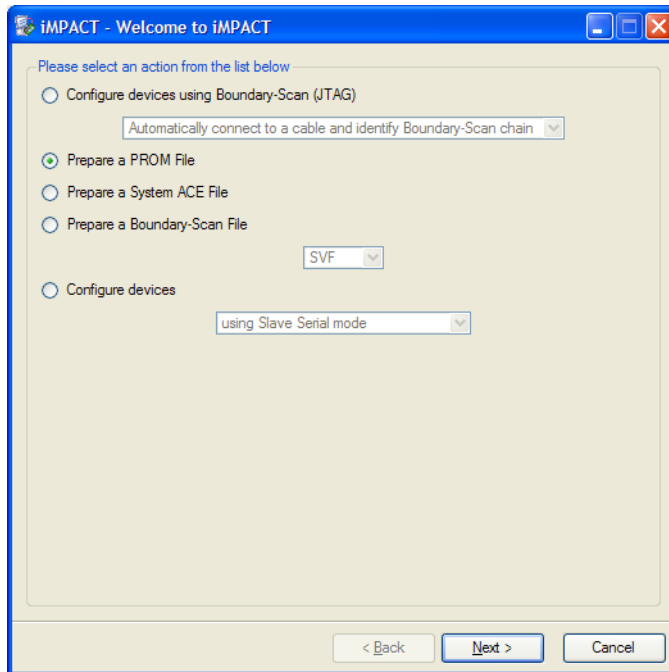 iMPACT - Welcome to iMPACT
Please select an action from the list below
Configure devices using Boundary-Scan (JTAG)
Automatically connect to a cable and identify Boundary-Scan chain
Prepare a PROM File
Prepare a System ACE File
Prepare a Boundary-Scan File
SVF
Configure devices
using Slave Serial mode
< Back Next > Cancel